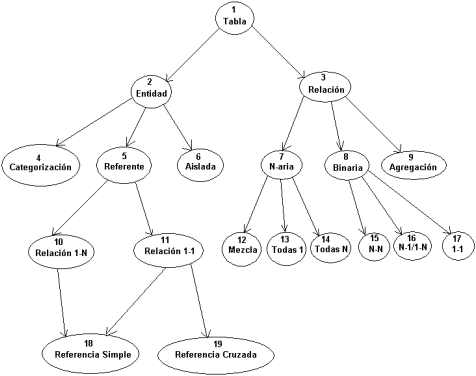 1
Tabla
2
Entidad
3
Relación
4
Categorización
5
Referente
6
Aislada
7
N-aria
8
Binaria
9
Agregación
10
Relación 1-N
11
Relación 1-1
12
Mezcla
13
Todas 1
14
Todas N
15
N-N
16
N-1/1-N
17
1-1
18
Referencia Simple
19
Referencia Cruzada